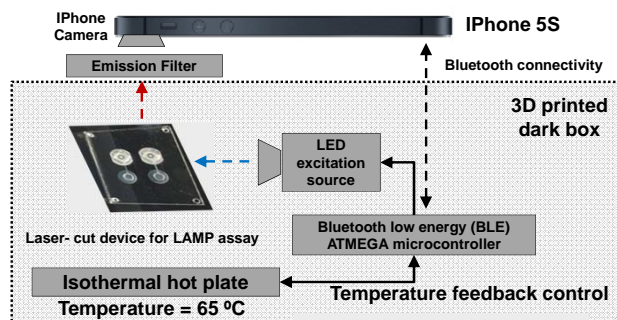 IPhone
Camera
IPhone 5S
Emission Filter
Bluetooth connectivity
3D printed
dark box
LED
excitation
source
Laser- cut device for LAMP assay
Bluetooth low energy (BLE)
ATMEGA microcontroller
Isothermal hot plate
Temperature = 65 ºC
Temperature feedback control